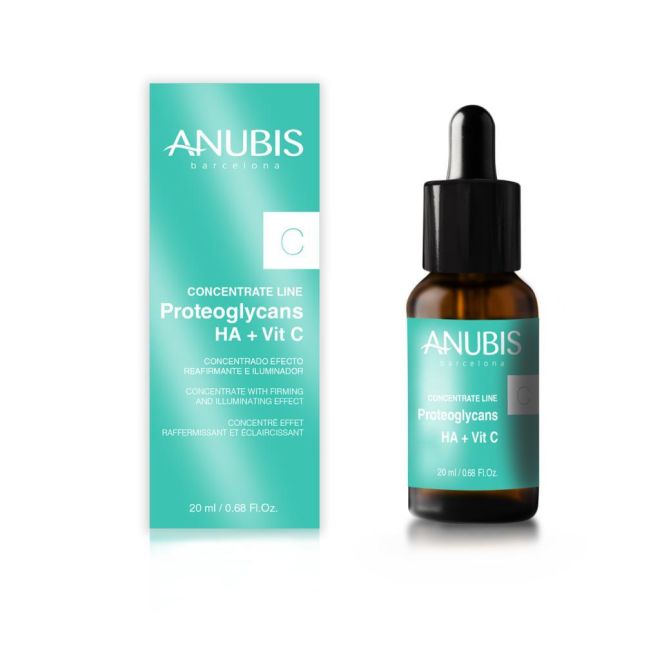 ANUBIS
barcelona
C
CONCENTRATE LINE
Proteoglycans
HA + Vit C
CONCENTRADO EFECTO
REAFIRMANTE E ILUMINADOR
CONCENTRATE WITH FIRMING
AND ILLUMINATING EFFECT
CONCENTRÉ EFFET
RAFFERMISSANT ET ÉCLAIRCISSANT
20 ml / 0.68 Fl.Oz.
ANUBIS
barcelona
C
CONCENTRATE LINE
Proteoglycans
HA + Vit C
20 ml / 0.68 Fl.Oz.